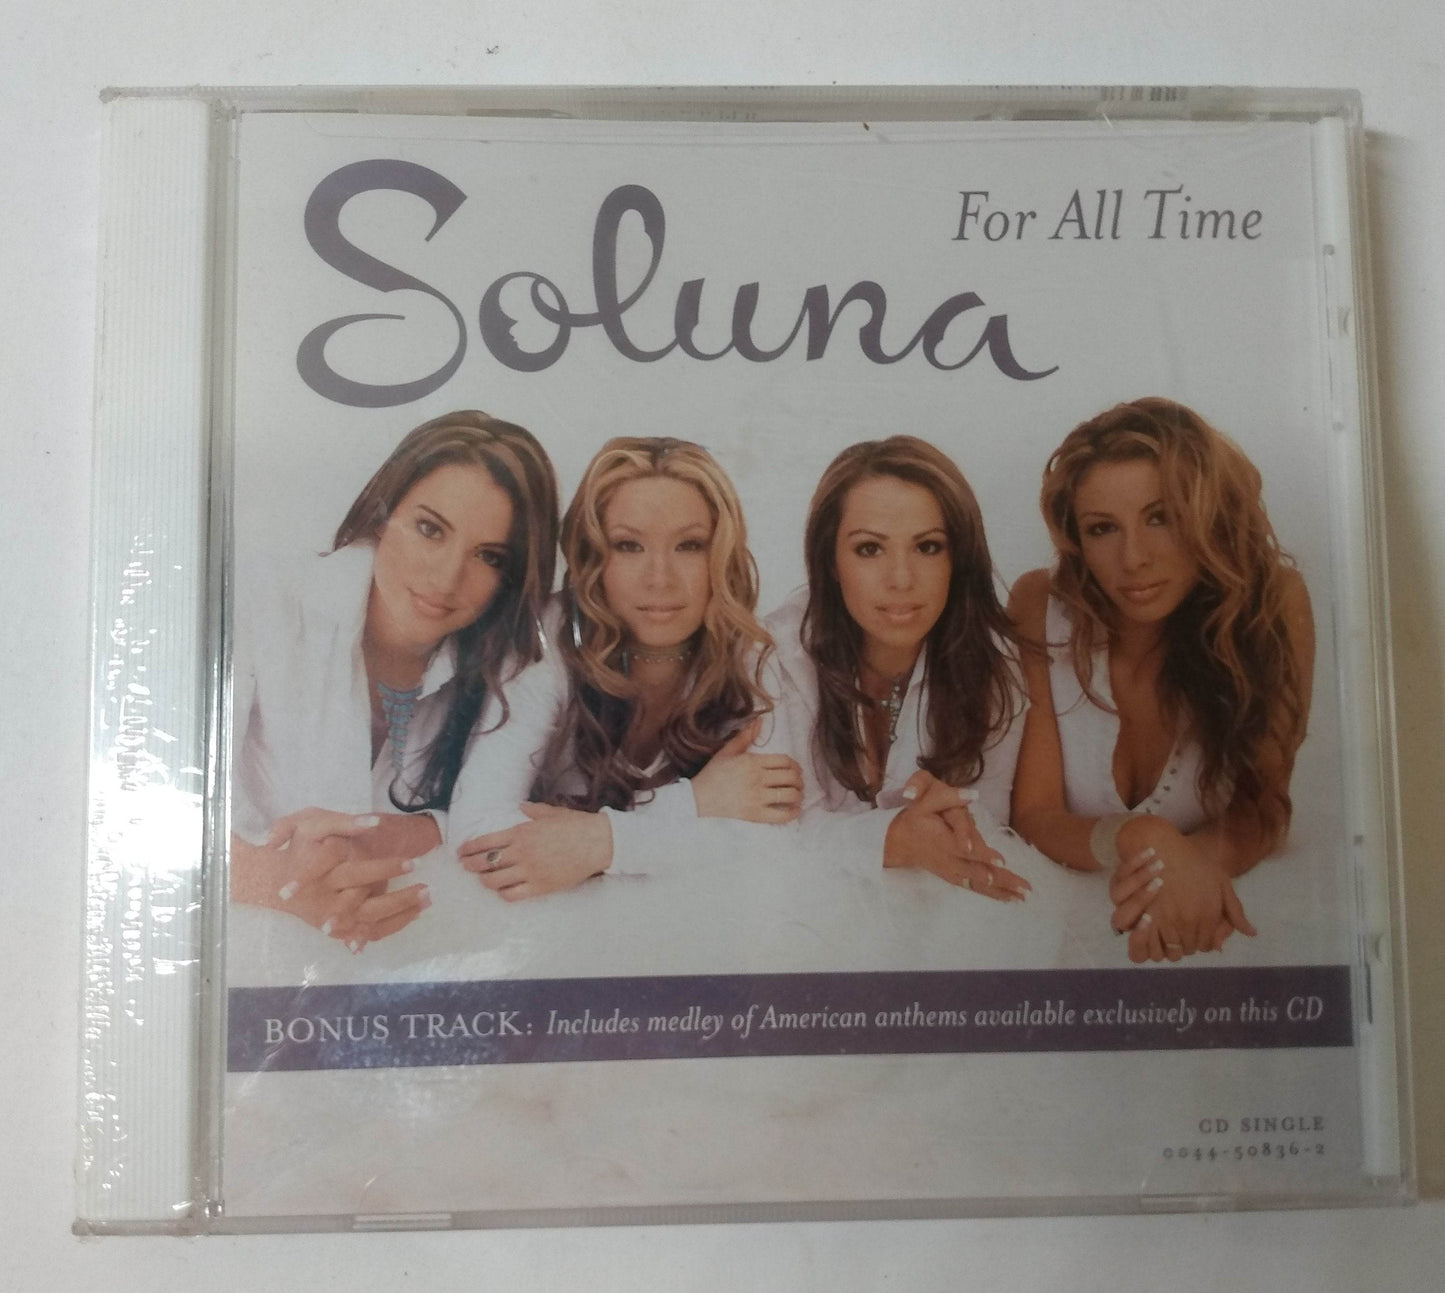 Soluna
For All Time
BONUS TRACK: Includes medley of American anthems available exclusively on this CD
CD SINGLE
0044-50836-2